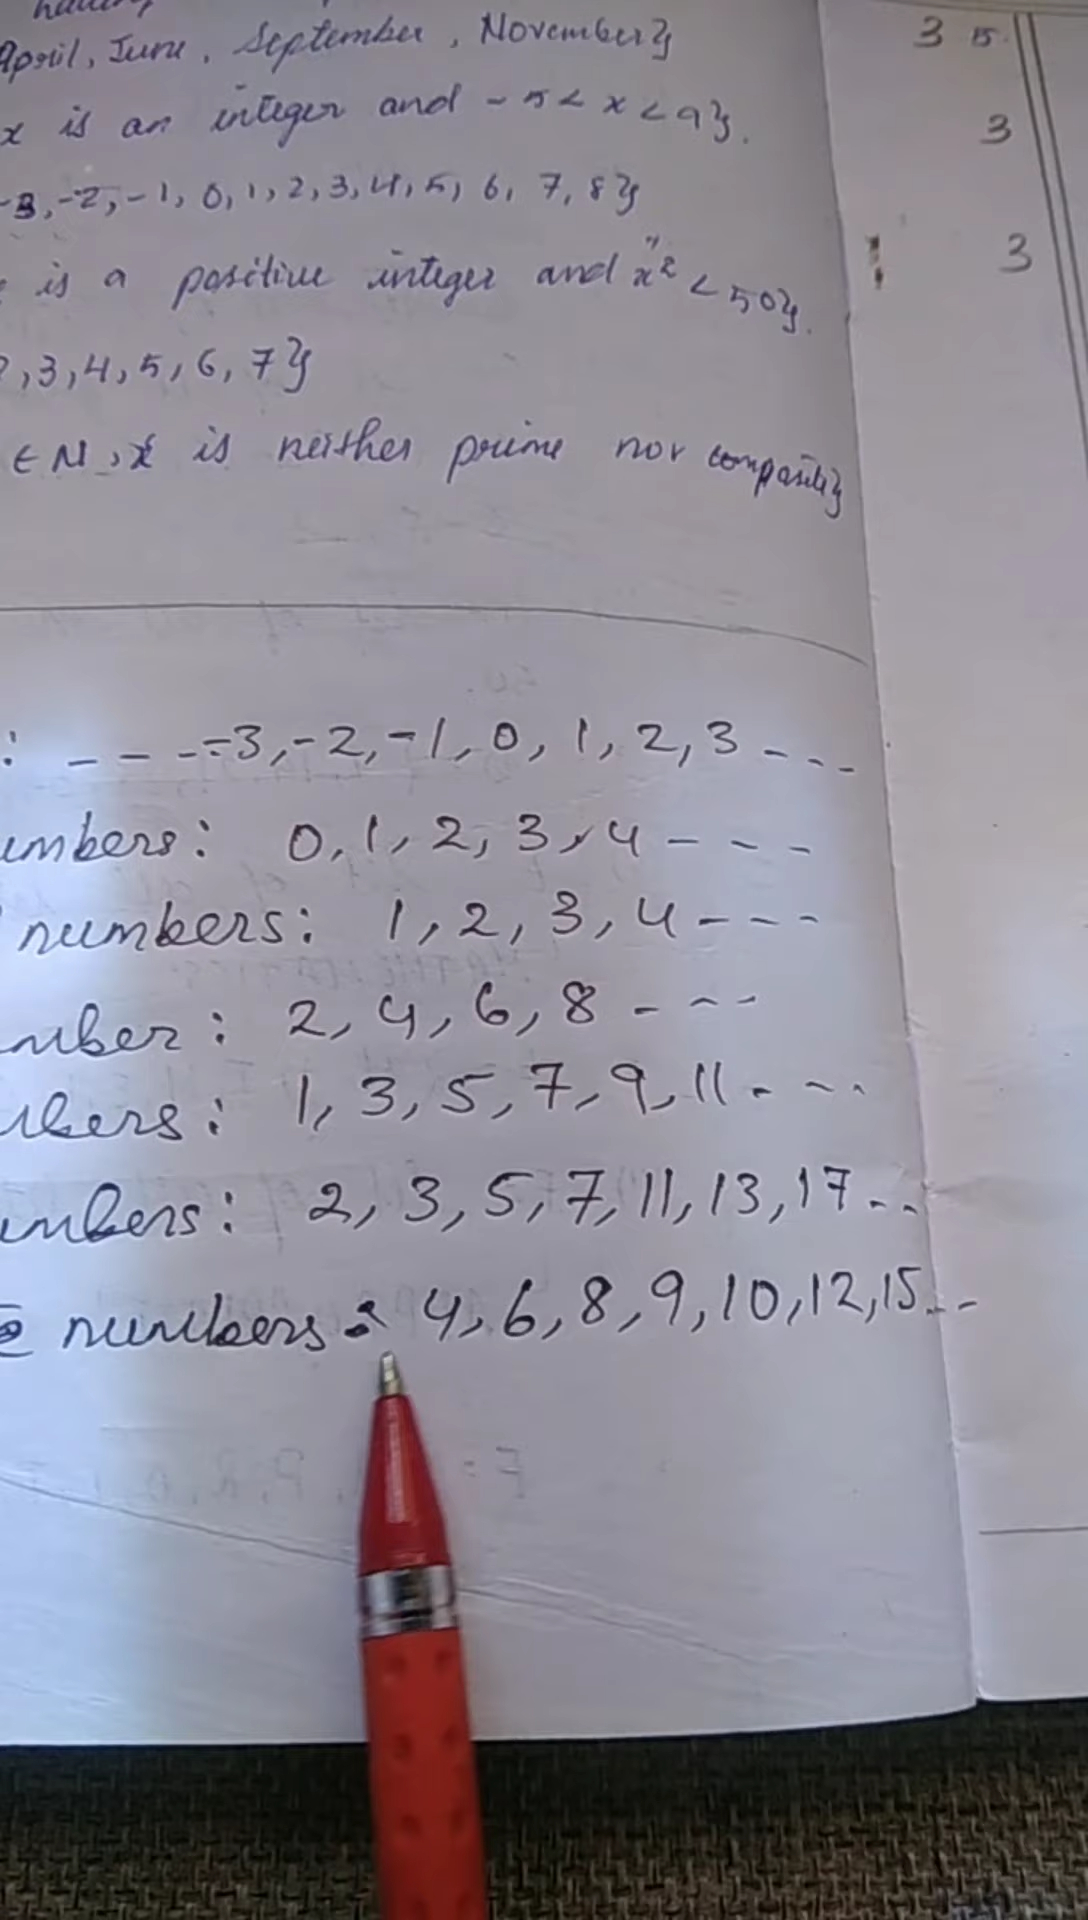 April, June, September, November}
x is an integer and -5 < x < 9}.
-3, -2, -1, 0, 1, 2, 3, 4, 5, 6, 7, 8}
is a positive integer and x² < 50}.
, 3, 4, 5, 6, 7}
∈ N, x is neither prime nor composite}
: _ _ _ -3, -2, -1, 0, 1, 2, 3 - - -
umbers: 0, 1, 2, 3, 4 - - -
numbers: 1, 2, 3, 4 - - -
mber: 2, 4, 6, 8 - - -
mbers: 1, 3, 5, 7, 9, 11 - - -
umbers: 2, 3, 5, 7, 11, 13, 17 - -
e numbers: 4, 6, 8, 9, 10, 12, 15 - - -
3 5
3
3